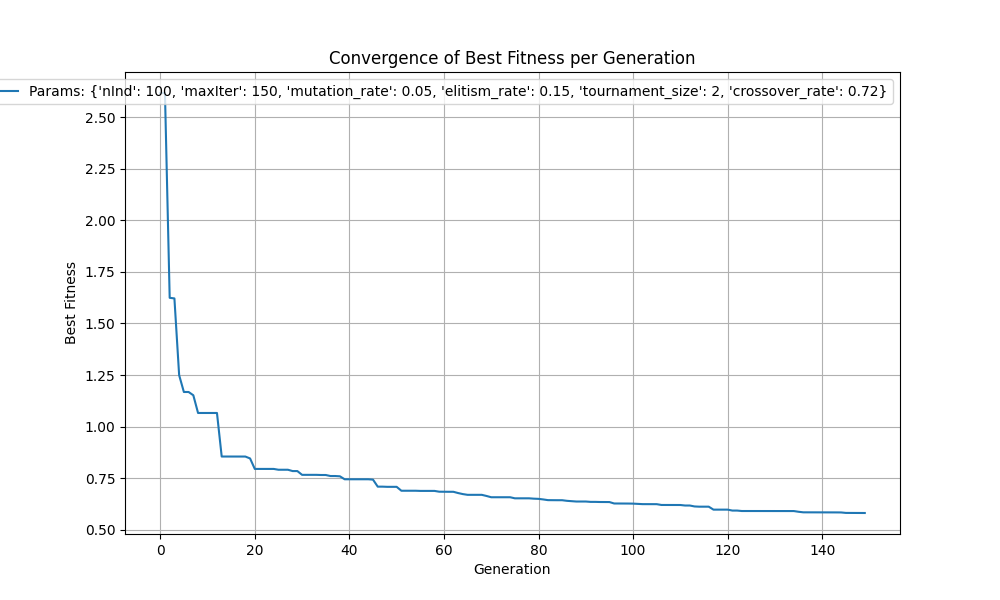 Convergence of Best Fitness per Generation
Params: {'nInd': 100, 'maxIter': 150, 'mutation_rate': 0.05, 'elitism_rate': 0.15, 'tournament_size': 2, 'crossover_rate': 0.72}
2.50
2.25
2.00
1.75
1.50
1.25
1.00
0.75
0.50
Best Fitness
0 20 40 60 80 100 120 140
Generation